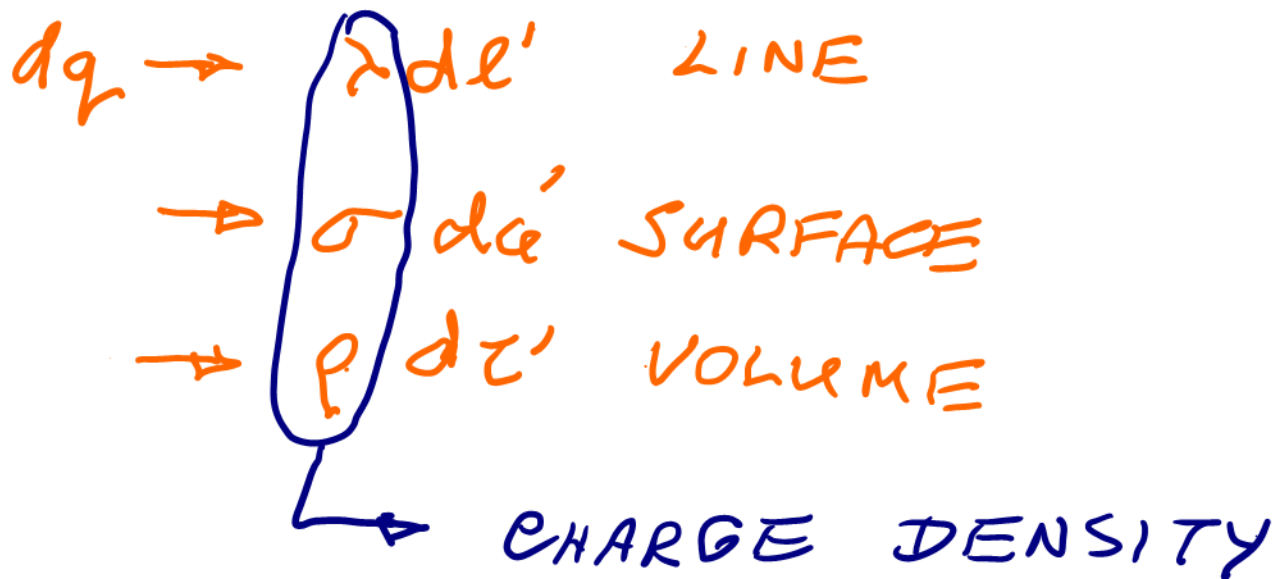 dq → λ dl' LINE
→ σ da' SURFACE
→ ρ dτ' VOLUME
CHARGE DENSITY